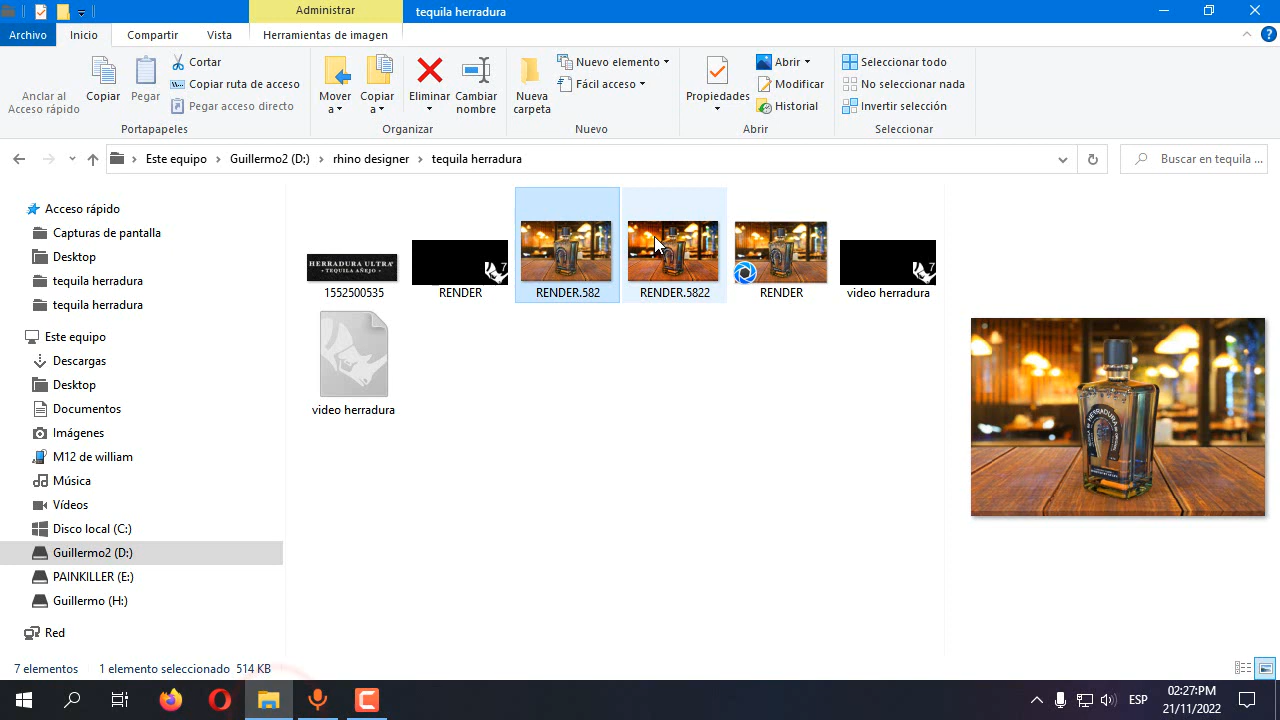 Administrar
tequila herradura
Archivo
Inicio
Compartir
Vista
Herramientas de imagen
Anclar al
Acceso rápido
Copiar
Pegar
Cortar
Copiar ruta de acceso
Pegar acceso directo
Portapapeles
Mover
a
Copiar
a
Eliminar
Cambiar
nombre
Organizar
Nueva
carpeta
Nuevo elemento
Fácil acceso
Nuevo
Propiedades
Abrir
Modificar
Historial
Abrir
Seleccionar todo
No seleccionar nada
Invertir selección
Seleccionar
Este equipo
Guillermo2 (D:)
rhino designer
tequila herradura
Buscar en tequila ...
Acceso rápido
Capturas de pantalla
Desktop
tequila herradura
tequila herradura
Este equipo
Descargas
Desktop
Documentos
Imágenes
M12 de william
Música
Vídeos
Disco local (C:)
Guillermo2 (D:)
PAINKILLER (E:)
Guillermo (H:)
Red
HERRADURA ULTRA
• TEQUILA AÑEJO •
1552500535
7
RENDER
RENDER.582
RENDER.5822
RENDER
7
video herradura
video herradura
HERRADURA
7 elementos
1 elemento seleccionado 514 KB
ESP
02:27:PM
21/11/2022